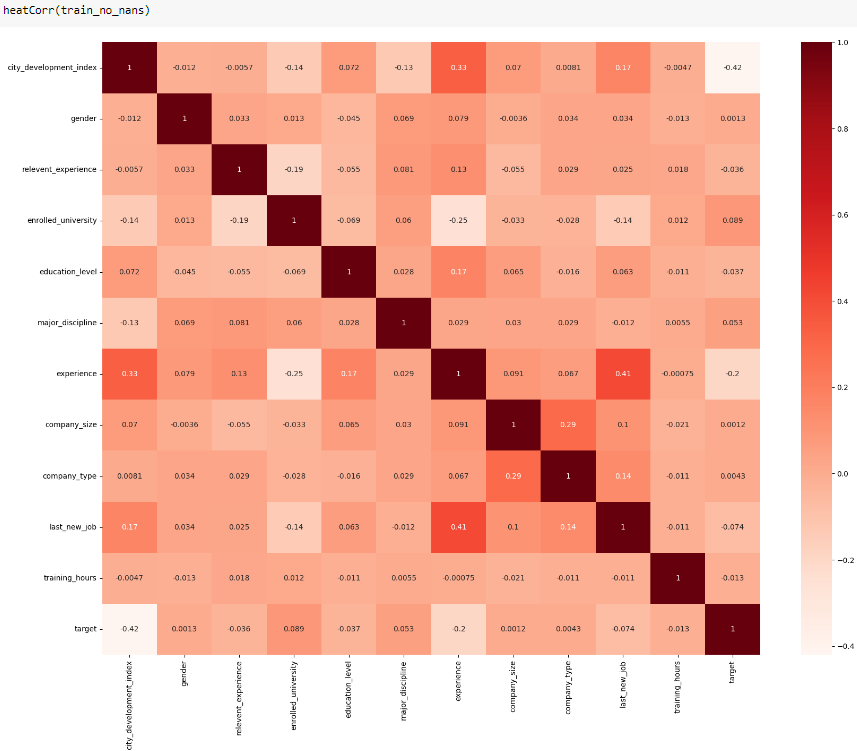 heatCorr(train_no_nans)
city_development_index 1 -0.012 -0.0057 -0.14 0.072 -0.13 0.33 0.07 0.0081 0.17 -0.0047 -0.42
gender -0.012 1 0.033 0.013 -0.045 0.069 0.079 -0.0036 0.034 0.034 -0.013 0.0013
relevent_experience -0.0057 0.033 1 -0.19 -0.055 0.081 0.13 -0.055 0.029 0.025 0.018 -0.036
enrolled_university -0.14 0.013 -0.19 1 -0.069 0.06 -0.25 -0.033 -0.028 -0.14 0.012 0.089
education_level 0.072 -0.045 -0.055 -0.069 1 0.028 0.17 0.065 -0.016 0.063 -0.011 -0.037
major_discipline -0.13 0.069 0.081 0.06 0.028 1 0.029 0.03 0.029 -0.012 0.0055 0.053
experience 0.33 0.079 0.13 -0.25 0.17 0.029 1 0.091 0.067 0.41 -0.00075 -0.2
company_size 0.07 -0.0036 -0.055 -0.033 0.065 0.03 0.091 1 0.29 0.1 -0.021 0.0012
company_type 0.0081 0.034 0.029 -0.028 -0.016 0.029 0.067 0.29 1 0.14 -0.011 0.0043
last_new_job 0.17 0.034 0.025 -0.14 0.063 -0.012 0.41 0.1 0.14 1 -0.011 -0.074
training_hours -0.0047 -0.013 0.018 0.012 -0.011 0.0055 -0.00075 -0.021 -0.011 -0.011 1 -0.013
target -0.42 0.0013 -0.036 0.089 -0.037 0.053 -0.2 0.0012 0.0043 -0.074 -0.013 1
city_development_index
gender
relevent_experience
enrolled_university
education_level
major_discipline
experience
company_size
company_type
last_new_job
training_hours
target
1.0
0.8
0.6
0.4
0.2
0.0
−0.2
−0.4